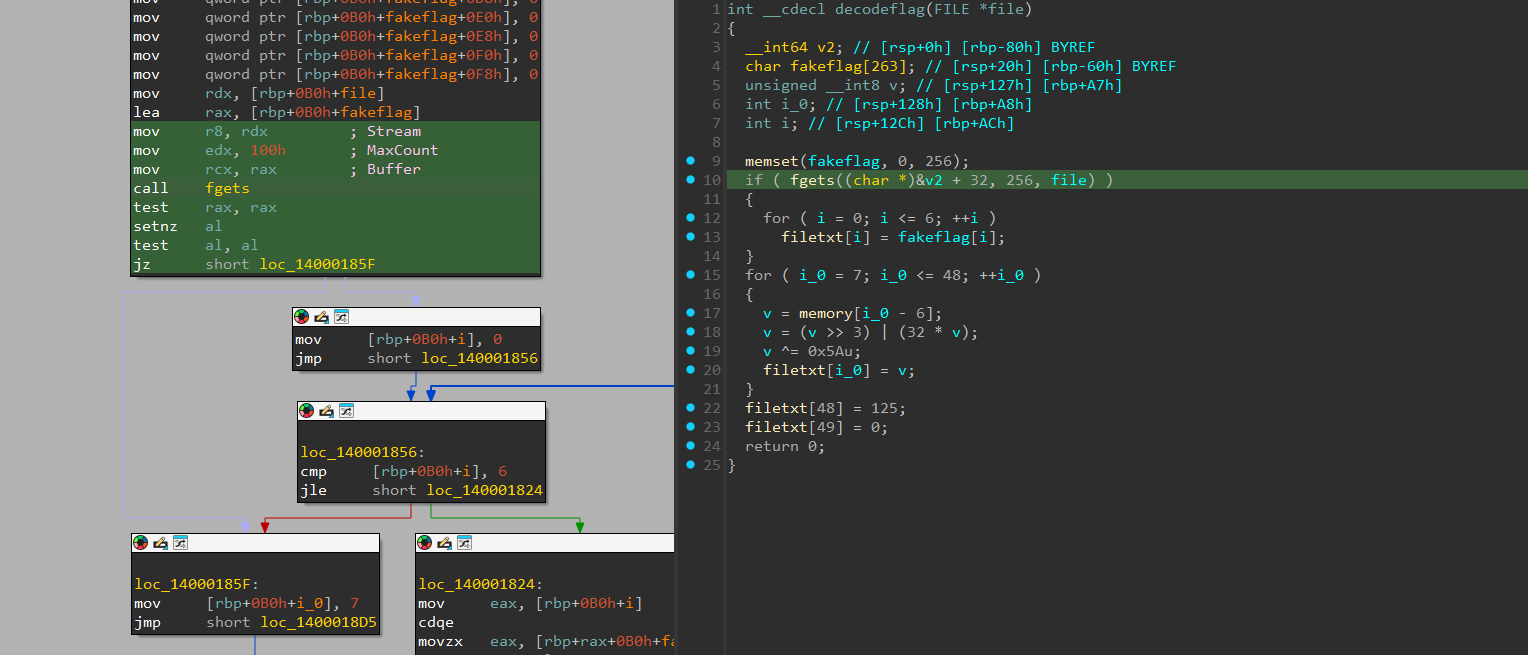 mov     qword ptr [rbp+0B0h+fakeflag+0D8h], 0
mov     qword ptr [rbp+0B0h+fakeflag+0E0h], 0
mov     qword ptr [rbp+0B0h+fakeflag+0E8h], 0
mov     qword ptr [rbp+0B0h+fakeflag+0F0h], 0
mov     qword ptr [rbp+0B0h+fakeflag+0F8h], 0
mov     rdx, [rbp+0B0h+file]
lea     rax, [rbp+0B0h+fakeflag]
mov     r8, rdx         ; Stream
mov     edx, 100h       ; MaxCount
mov     rcx, rax        ; Buffer
call    fgets
test    rax, rax
setnz   al
test    al, al
jz      short loc_14000185F
mov     [rbp+0B0h+i], 0
jmp     short loc_140001856
loc_140001856:
cmp     [rbp+0B0h+i], 6
jle     short loc_140001824
loc_14000185F:
mov     [rbp+0B0h+i_0], 7
jmp     short loc_1400018D5
loc_140001824:
mov     eax, [rbp+0B0h+i]
cdqe
movzx   eax, [rbp+rax+0B0h+fa
1 int __cdecl decodeflag(FILE *file)
2 {
3   __int64 v2; // [rsp+0h] [rbp-80h] BYREF
4   char fakeflag[263]; // [rsp+20h] [rbp-60h] BYREF
5   unsigned __int8 v; // [rsp+127h] [rbp+A7h]
6   int i_0; // [rsp+128h] [rbp+A8h]
7   int i; // [rsp+12Ch] [rbp+ACh]
8
9   memset(fakeflag, 0, 256);
10   if ( fgets((char *)&v2 + 32, 256, file) )
11   {
12     for ( i = 0; i <= 6; ++i )
13       filetxt[i] = fakeflag[i];
14   }
15   for ( i_0 = 7; i_0 <= 48; ++i_0 )
16   {
17     v = memory[i_0 - 6];
18     v = (v >> 3) | (32 * v);
19     v ^= 0x5Au;
20     filetxt[i_0] = v;
21   }
22   filetxt[48] = 125;
23   filetxt[49] = 0;
24   return 0;
25 }